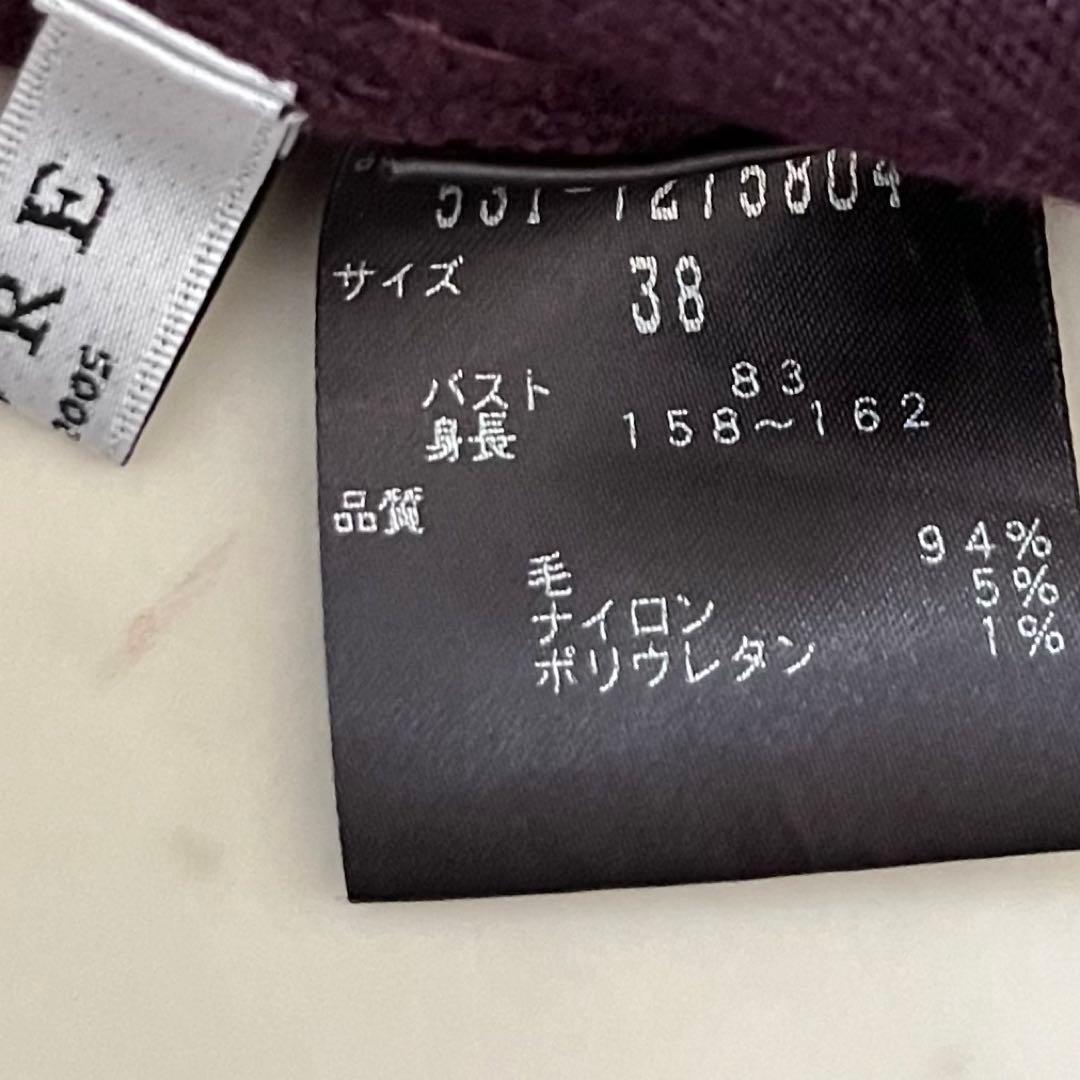 RE
サイズ 38
バスト 83
身長 158～162
品質
毛 94%
ナイロン 5%
ポリウレタン 1%